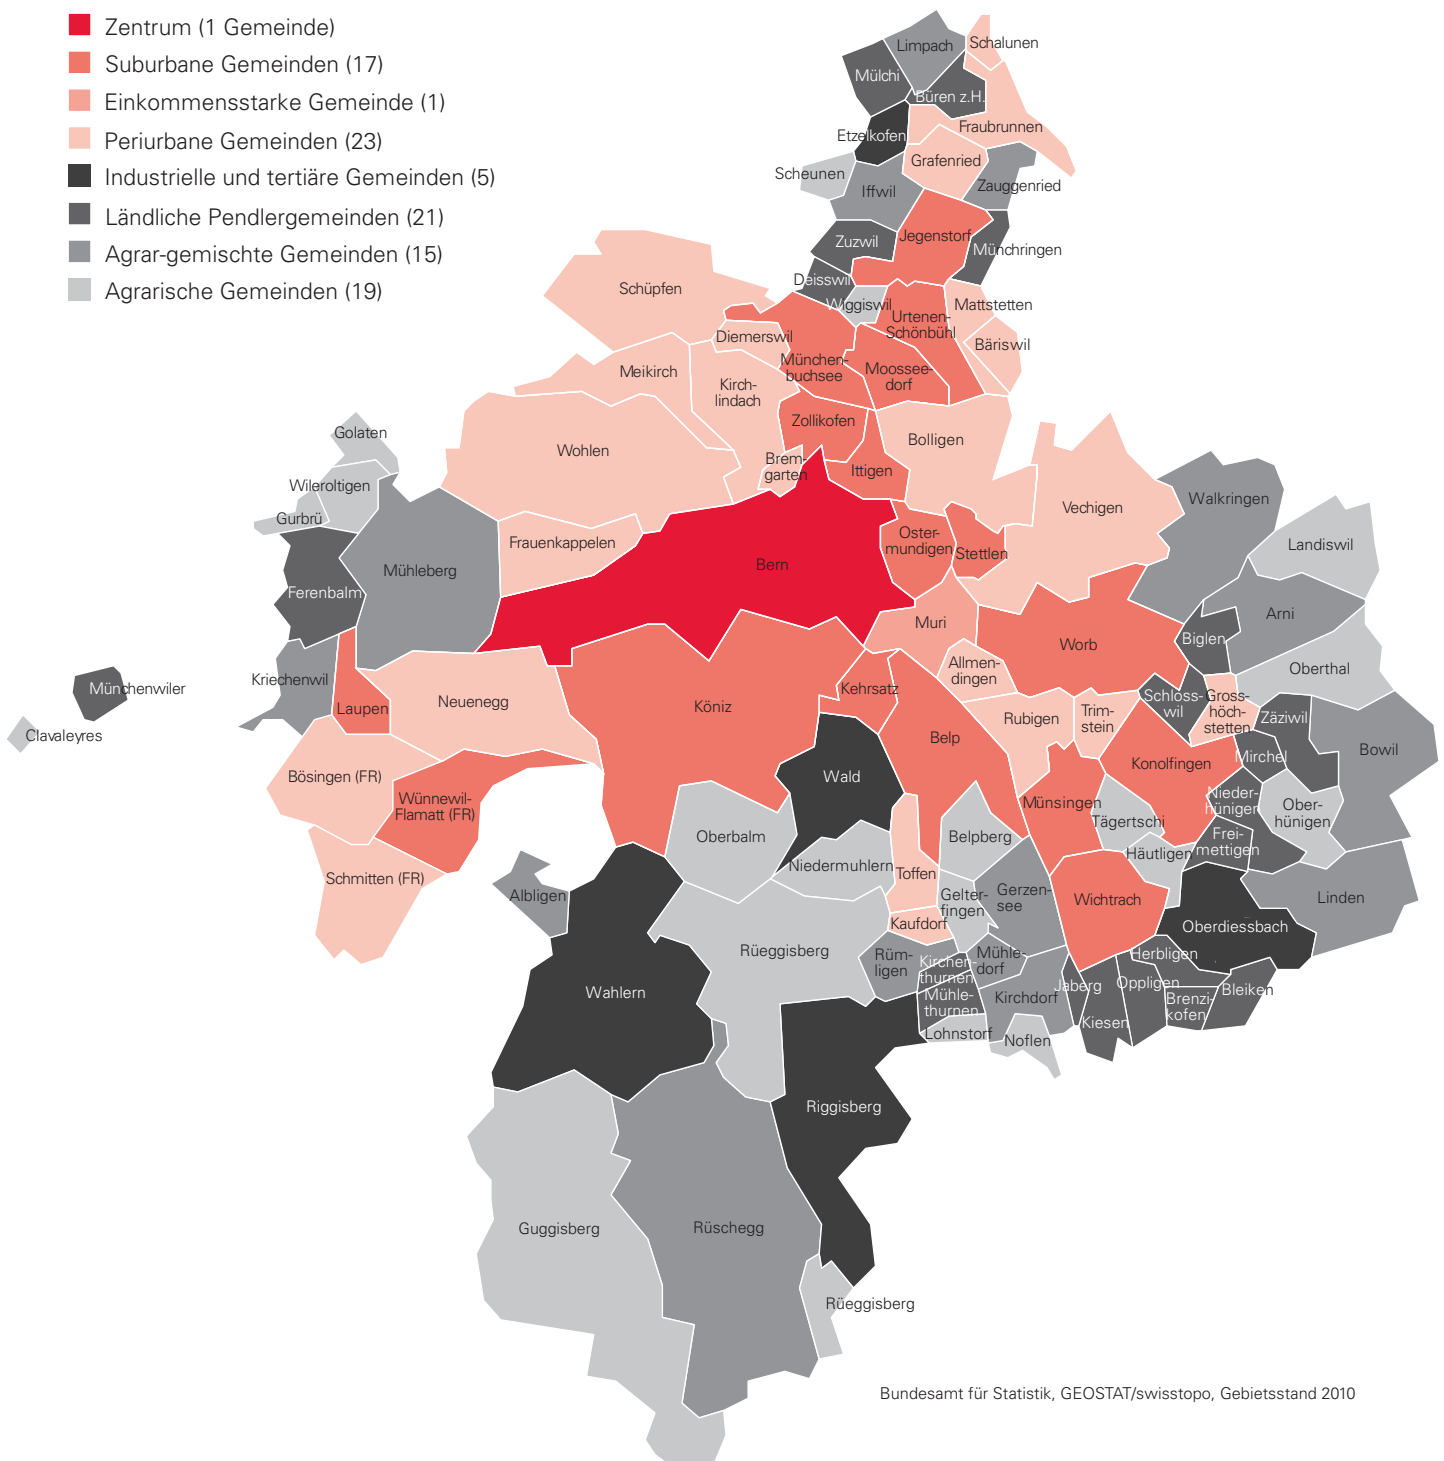 Zentrum (1 Gemeinde)
Suburbane Gemeinden (17)
Einkommensstarke Gemeinde (1)
Periurbane Gemeinden (23)
Industrielle und tertiäre Gemeinden (5)
Ländliche Pendlergemeinden (21)
Agrar-gemischte Gemeinden (15)
Agrarische Gemeinden (19)
Limpach
Schalunen
Mülchi
Büren z.H.
Etzelkofen
Fraubrunnen
Grafenried
Scheunen
Iffwil
Zauggenried
Zuzwil
Jegenstorf
Münchringen
Deisswil
Wiggiswil
Mattstetten
Urtenen-
Schönbühl
Bäriswil
Schüpfen
Diemerswil
München-
buchsee
Moossee-
dorf
Meikirch
Kirch-
lindach
Zollikofen
Bolligen
Wohlen
Brem-
garten
Ittigen
Golaten
Wileroltigen
Gurbrü
Vechigen
Walkringen
Landiswil
Frauenkappelen
Oster-
mundigen
Stettlen
Mühleberg
Bern
Ferenbalm
Arni
Muri
Worb
Biglen
Oberthal
Allmen-
dingen
Kriechenwil
Münchenwiler
Laupen
Neuenegg
Köniz
Kehrsatz
Schloss-
wil
Gross-
höch-
stetten
Zäziwil
Rubigen
Trim-
stein
Clavaleyres
Belp
Bowil
Mirchel
Konolfingen
Bösingen (FR)
Wald
Wünnewil-
Flamatt (FR)
Münsingen
Nieder-
hünigen
Ober-
hünigen
Tägertschi
Oberbalm
Belpberg
Frei-
mettigen
Häutligen
Niedermuhlern
Toffen
Schmitten (FR)
Albligen
Gelter-
fingen
Gerzen-
see
Wichtrach
Linden
Kaufdorf
Oberdiessbach
Rüeggisberg
Rüm-
ligen
Kirchen-
thurnen
Mühle-
dorf
Herbligen
Wahlern
Mühle-
thurnen
Kirchdorf
Jaberg
Oppligen
Bleiken
Brenzi-
kofen
Kiesen
Lohnstorf
Noflen
Riggisberg
Guggisberg
Rüschegg
Rüeggisberg
Bundesamt für Statistik, GEOSTAT/swisstopo, Gebietsstand 2010